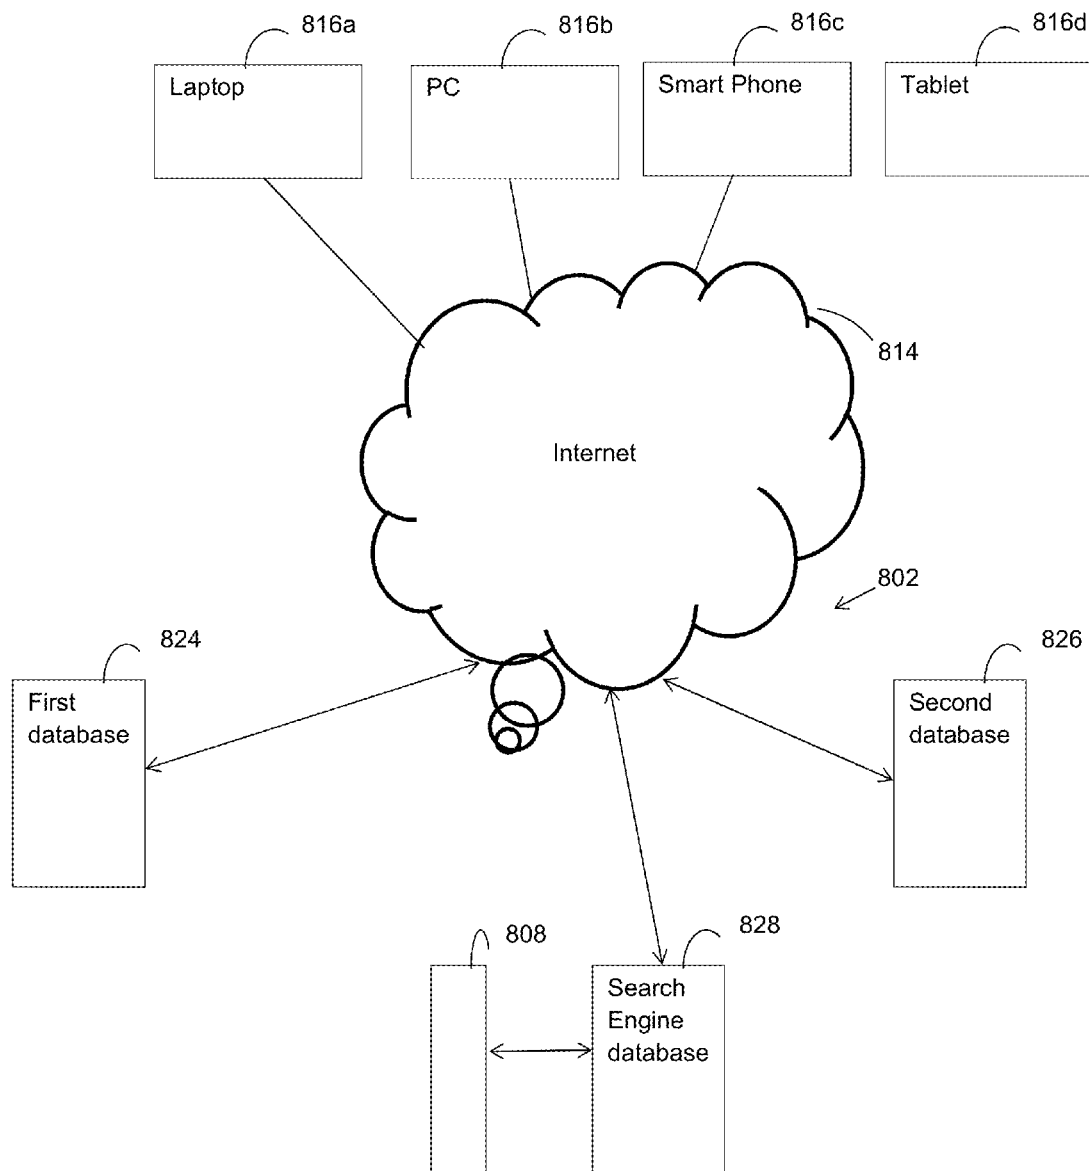 816a
816b
816c
816d
Laptop
PC
Smart Phone
Tablet
814
Internet
802
824
826
First
database
Second
database
808
828
Search
Engine
database